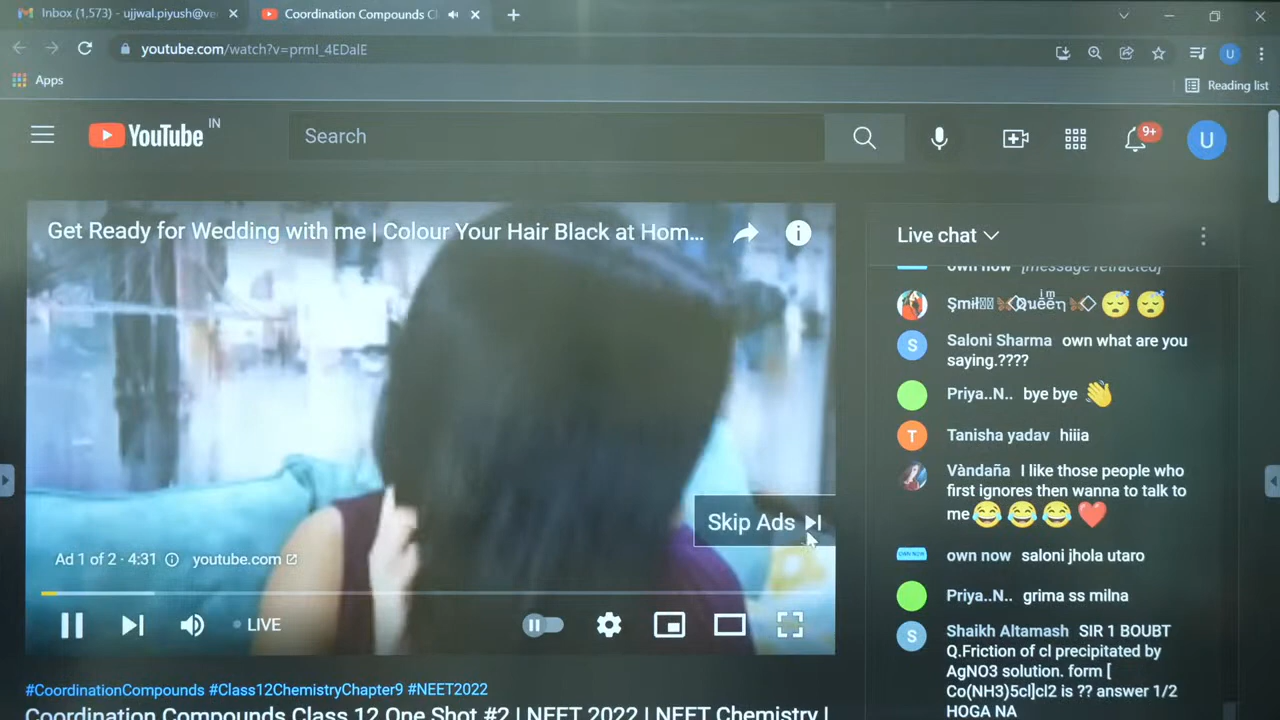 Inbox (1,573) - ujjwal.piyush@ve
Coordination Compounds Cl
youtube.com/watch?v=prmI_4EDalE
U
Apps
Reading list
YouTube IN
Search
9+
U
Get Ready for Wedding with me | Colour Your Hair Black at Hom...
Skip Ads
Ad 1 of 2 · 4:31
youtube.com
LIVE
#CoordinationCompounds #Class12ChemistryChapter9 #NEET2022
Coordination Compounds Class 12 One Shot #2 | NEET 2022 | NEET Chemistry |
Live chat
own now [message retracted]
😴😴
S
Saloni Sharma own what are you
saying.????
Priya..N.. bye bye 👋
T
Tanisha yadav hiiia
Vàndaña I like those people who
first ignores then wanna to talk to
me😂😂😂❤️
OWN NOW
own now saloni jhola utaro
Priya..N.. grima ss milna
S
Shaikh Altamash SIR 1 BOUBT
Q.Friction of cl precipitated by
AgNO3 solution. form [
Co(NH3)5cl]cl2 is ?? answer 1/2
HOGA NA